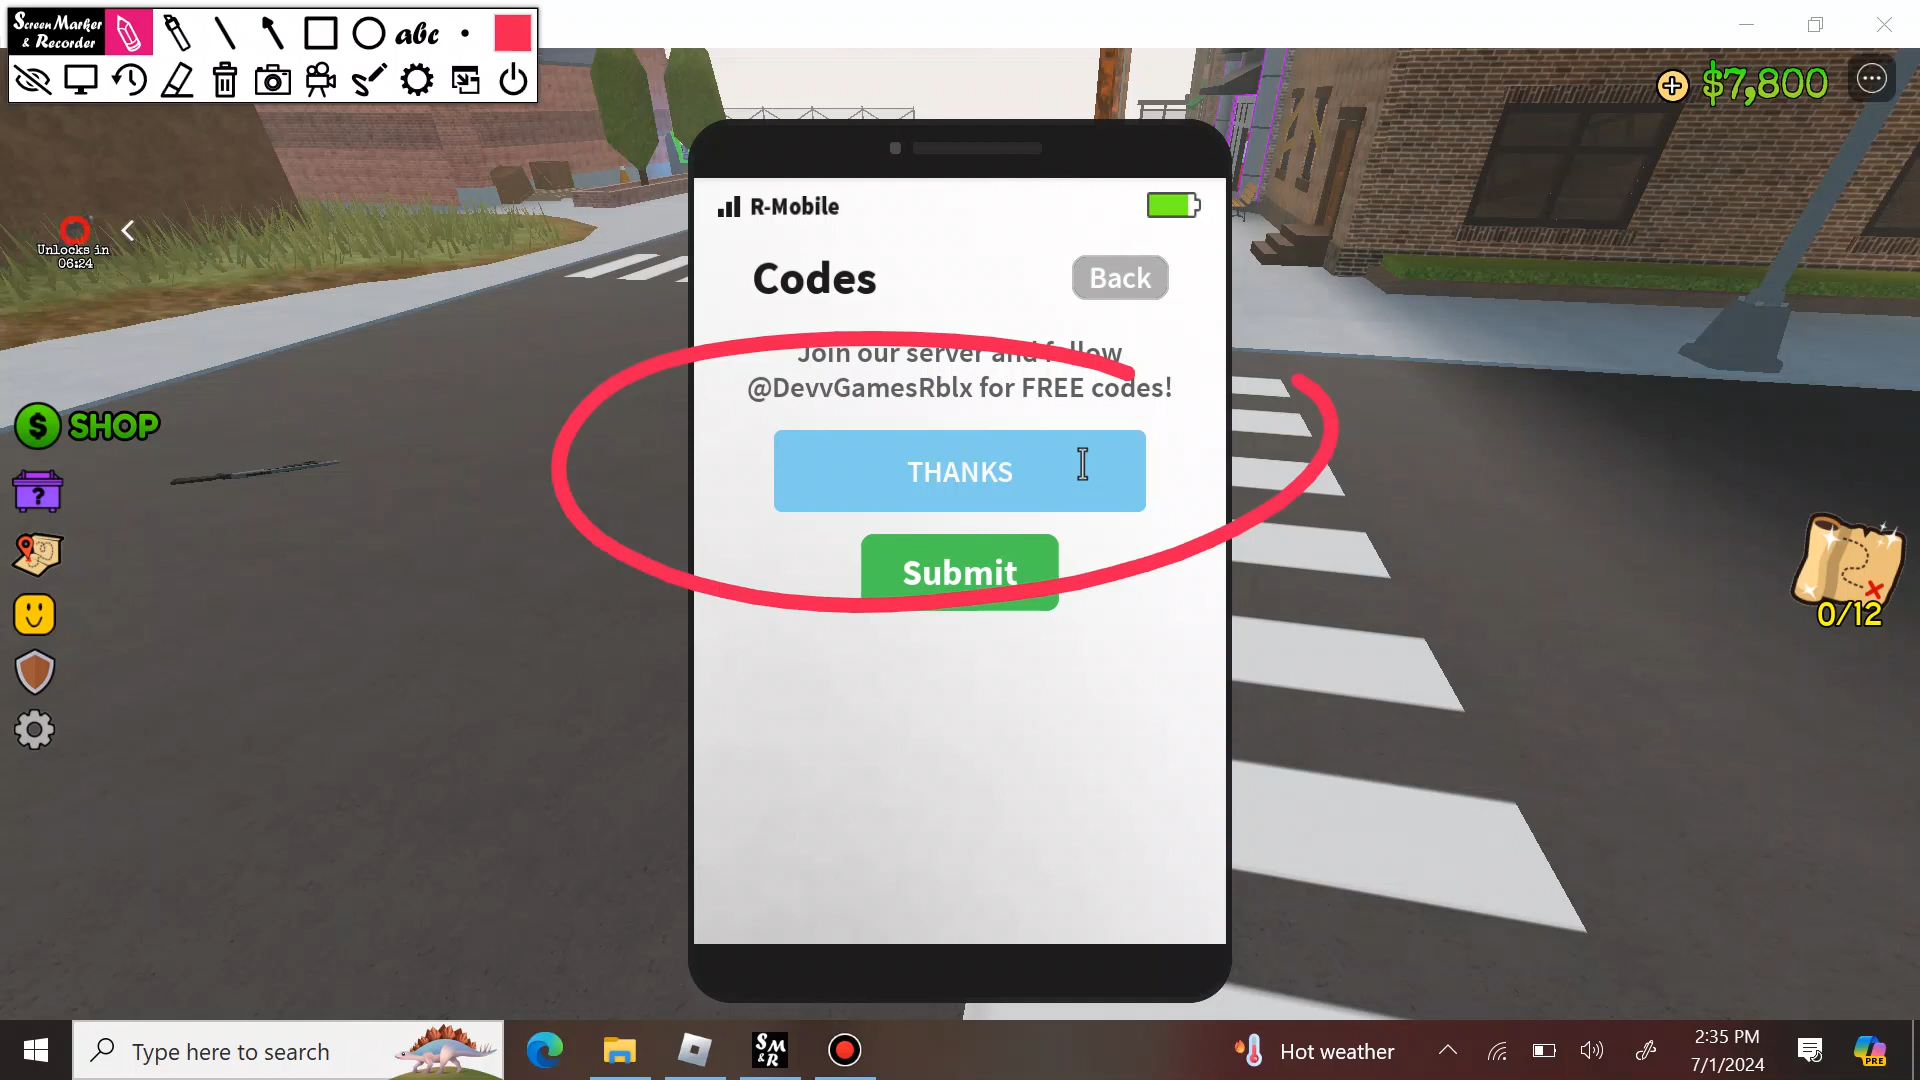 Screen Marker
& Recorder
abc
$7,800
R-Mobile
Unlocks in
06:24
Codes
Back
Join our server and follow
@DevvGamesRblx for FREE codes!
$ SHOP
THANKS
?
Submit
0/12
Type here to search
SM
&R
Hot weather
2:35 PM
7/1/2024
PRE